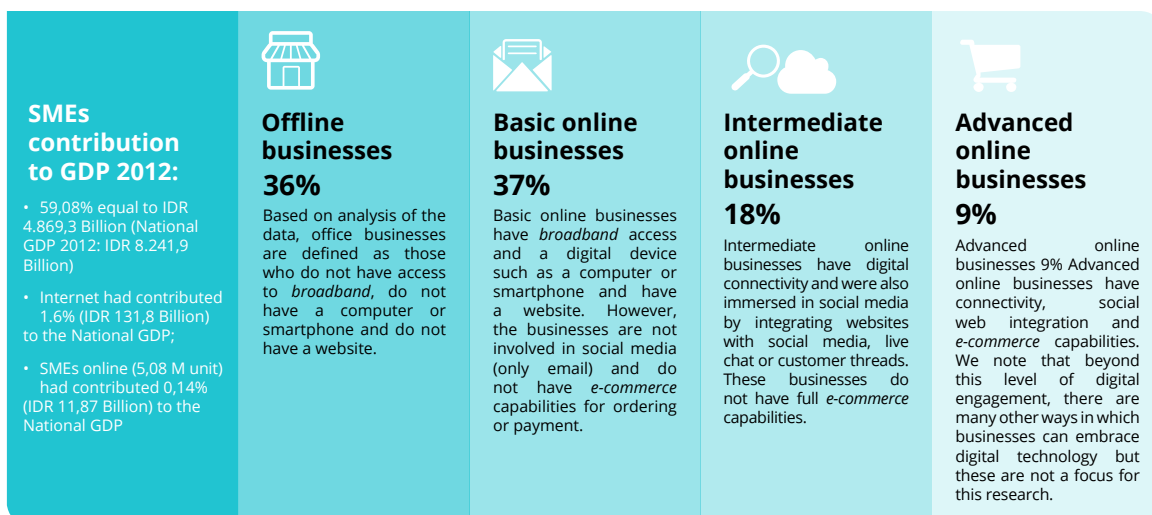 SMEs
contribution
to GDP 2012:
• 59,08% equal to IDR
4.869,3 Billion (National
GDP 2012: IDR 8.241,9
Billion)
• Internet had contributed
1.6% (IDR 131,8 Billion)
to the National GDP;
• SMEs online (5,08 M unit)
had contributed 0,14%
(IDR 11,87 Billion) to the
National GDP
Offline
businesses
36%
Based on analysis of the
data, office businesses
are defined as those
who do not have access
to broadband, do not
have a computer or
smartphone and do not
have a website.
Basic online
businesses
37%
Basic online businesses
have broadband access
and a digital device
such as a computer or
smartphone and have
a website. However,
the businesses are not
involved in social media
(only email) and do
not have e-commerce
capabilities for ordering
or payment.
Intermediate
online
businesses
18%
Intermediate online
businesses have digital
connectivity and were also
immersed in social media
by integrating websites
with social media, live
chat or customer threads.
These businesses do
not have full e-commerce
capabilities.
Advanced
online
businesses
9%
Advanced online
businesses 9% Advanced
online businesses have
connectivity, social
web integration and
e-commerce capabilities.
We note that beyond
this level of digital
engagement, there are
many other ways in which
businesses can embrace
digital technology but
these are not a focus for
this research.